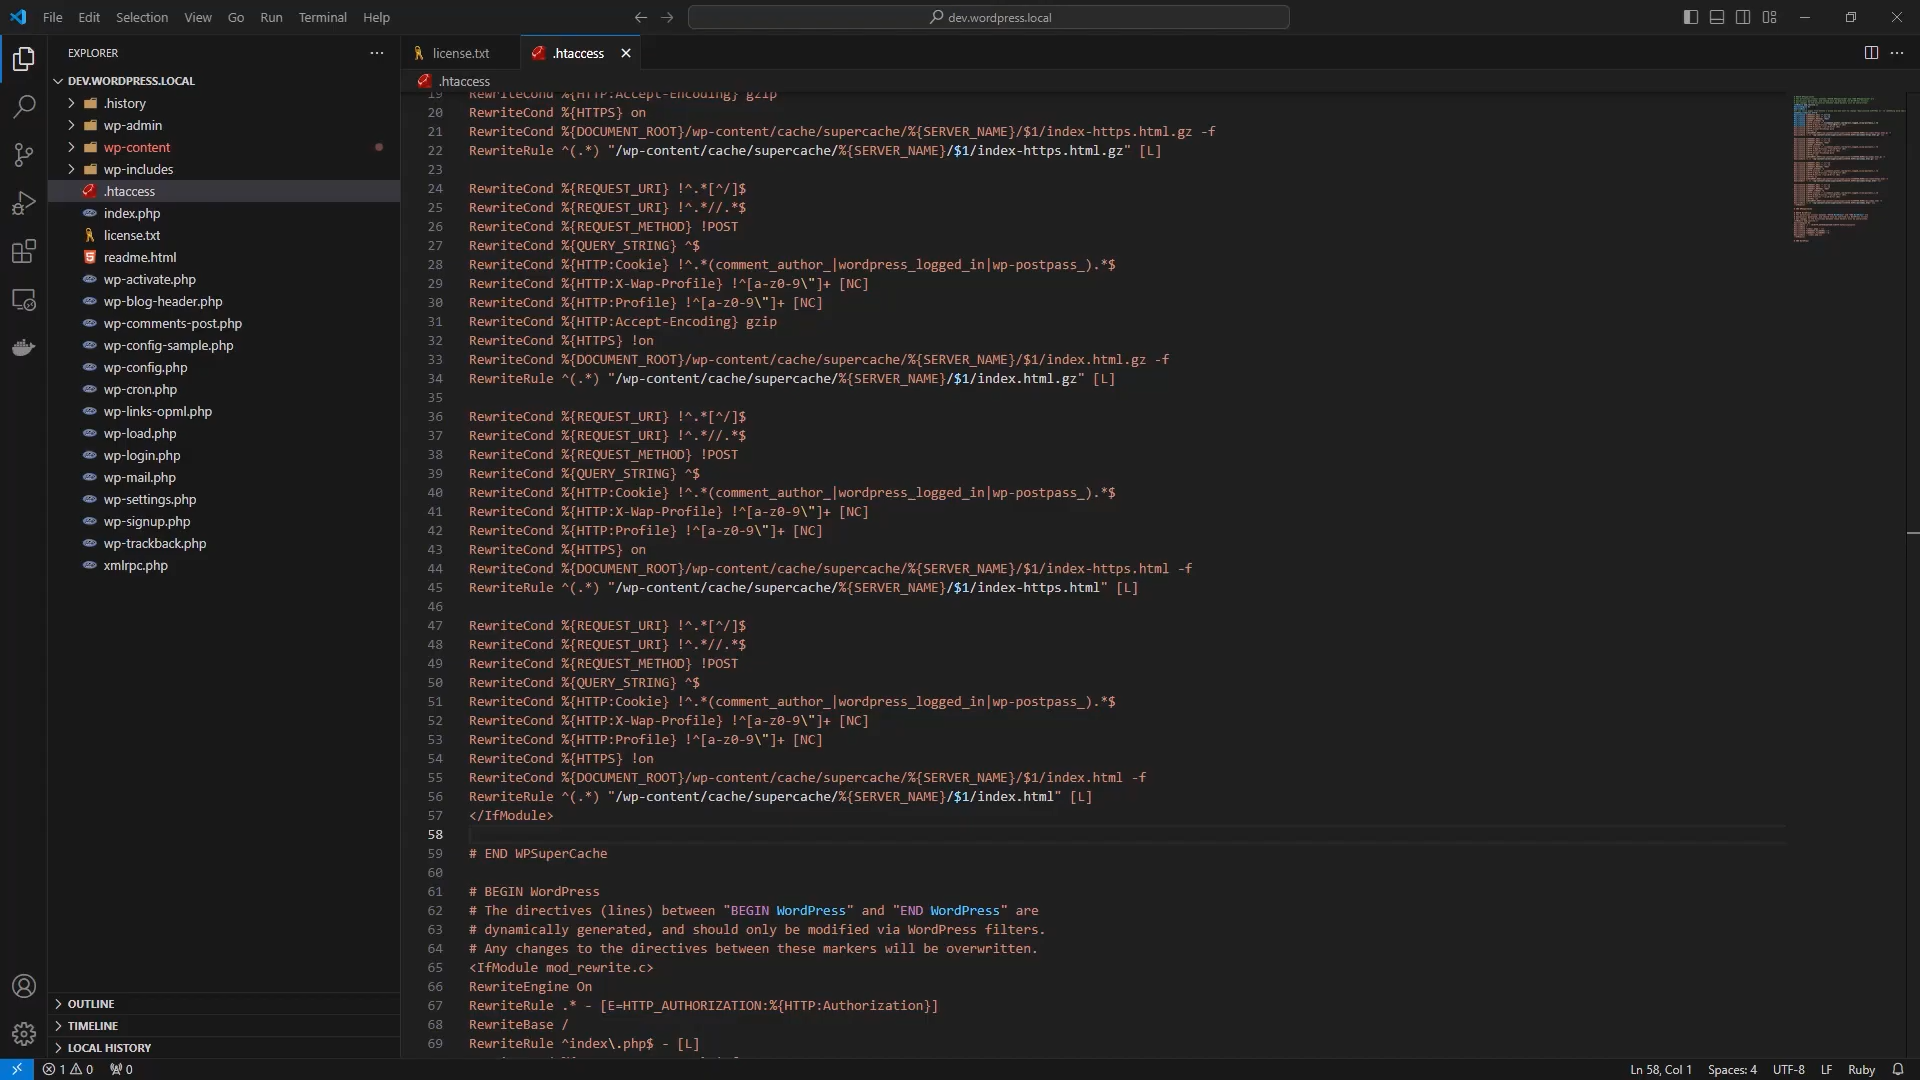 File Edit Selection View Go Run Terminal Help
dev.wordpress.local
EXPLORER
DEV.WORDPRESS.LOCAL
.history
wp-admin
wp-content
wp-includes
.htaccess
index.php
license.txt
readme.html
wp-activate.php
wp-blog-header.php
wp-comments-post.php
wp-config-sample.php
wp-config.php
wp-cron.php
wp-links-opml.php
wp-load.php
wp-login.php
wp-mail.php
wp-settings.php
wp-signup.php
wp-trackback.php
xmlrpc.php
OUTLINE
TIMELINE
LOCAL HISTORY
license.txt
.htaccess
.htaccess
19 RewriteCond %{HTTP:Accept-Encoding} gzip
20 RewriteCond %{HTTPS} on
21 RewriteCond %{DOCUMENT_ROOT}/wp-content/cache/supercache/%{SERVER_NAME}/$1/index-https.html.gz -f
22 RewriteRule ^(.*) "/wp-content/cache/supercache/%{SERVER_NAME}/$1/index-https.html.gz" [L]
23
24 RewriteCond %{REQUEST_URI} !^.*[^/]$
25 RewriteCond %{REQUEST_URI} !^.*//.*$
26 RewriteCond %{REQUEST_METHOD} !POST
27 RewriteCond %{QUERY_STRING} ^$
28 RewriteCond %{HTTP:Cookie} !^.*(comment_author_|wordpress_logged_in|wp-postpass_).*$
29 RewriteCond %{HTTP:X-Wap-Profile} !^[a-z0-9\"]+ [NC]
30 RewriteCond %{HTTP:Profile} !^[a-z0-9\"]+ [NC]
31 RewriteCond %{HTTP:Accept-Encoding} gzip
32 RewriteCond %{HTTPS} !on
33 RewriteCond %{DOCUMENT_ROOT}/wp-content/cache/supercache/%{SERVER_NAME}/$1/index.html.gz -f
34 RewriteRule ^(.*) "/wp-content/cache/supercache/%{SERVER_NAME}/$1/index.html.gz" [L]
35
36 RewriteCond %{REQUEST_URI} !^.*[^/]$
37 RewriteCond %{REQUEST_URI} !^.*//.*$
38 RewriteCond %{REQUEST_METHOD} !POST
39 RewriteCond %{QUERY_STRING} ^$
40 RewriteCond %{HTTP:Cookie} !^.*(comment_author_|wordpress_logged_in|wp-postpass_).*$
41 RewriteCond %{HTTP:X-Wap-Profile} !^[a-z0-9\"]+ [NC]
42 RewriteCond %{HTTP:Profile} !^[a-z0-9\"]+ [NC]
43 RewriteCond %{HTTPS} on
44 RewriteCond %{DOCUMENT_ROOT}/wp-content/cache/supercache/%{SERVER_NAME}/$1/index-https.html -f
45 RewriteRule ^(.*) "/wp-content/cache/supercache/%{SERVER_NAME}/$1/index-https.html" [L]
46
47 RewriteCond %{REQUEST_URI} !^.*[^/]$
48 RewriteCond %{REQUEST_URI} !^.*//.*$
49 RewriteCond %{REQUEST_METHOD} !POST
50 RewriteCond %{QUERY_STRING} ^$
51 RewriteCond %{HTTP:Cookie} !^.*(comment_author_|wordpress_logged_in|wp-postpass_).*$
52 RewriteCond %{HTTP:X-Wap-Profile} !^[a-z0-9\"]+ [NC]
53 RewriteCond %{HTTP:Profile} !^[a-z0-9\"]+ [NC]
54 RewriteCond %{HTTPS} !on
55 RewriteCond %{DOCUMENT_ROOT}/wp-content/cache/supercache/%{SERVER_NAME}/$1/index.html -f
56 RewriteRule ^(.*) "/wp-content/cache/supercache/%{SERVER_NAME}/$1/index.html" [L]
57 </IfModule>
58
59 # END WPSuperCache
60
61 # BEGIN WordPress
62 # The directives (lines) between "BEGIN WordPress" and "END WordPress" are
63 # dynamically generated, and should only be modified via WordPress filters.
64 # Any changes to the directives between these markers will be overwritten.
65 <IfModule mod_rewrite.c>
66 RewriteEngine On
67 RewriteRule .* - [E=HTTP_AUTHORIZATION:%{HTTP:Authorization}]
68 RewriteBase /
69 RewriteRule ^index\.php$ - [L]
1 0 0 Ln 58, Col 1 Spaces: 4 UTF-8 LF Ruby